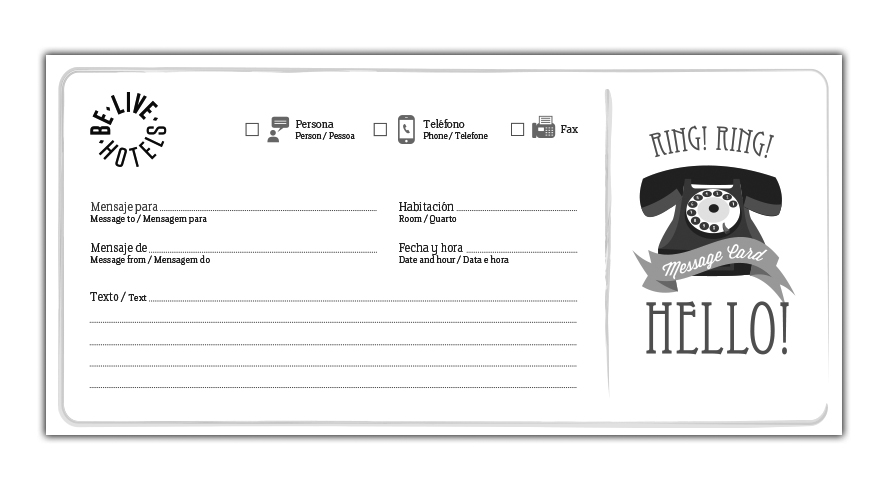 BE·LIVE·HOTELS·
Persona
Person / Pessoa
Teléfono
Phone / Telefone
Fax
Mensaje para
Message to / Mensagem para
Habitación
Room / Quarto
Mensaje de
Message from / Mensagem do
Fecha y hora
Date and hour / Data e hora
Texto / Text
RING! RING!
Message Card
HELLO!